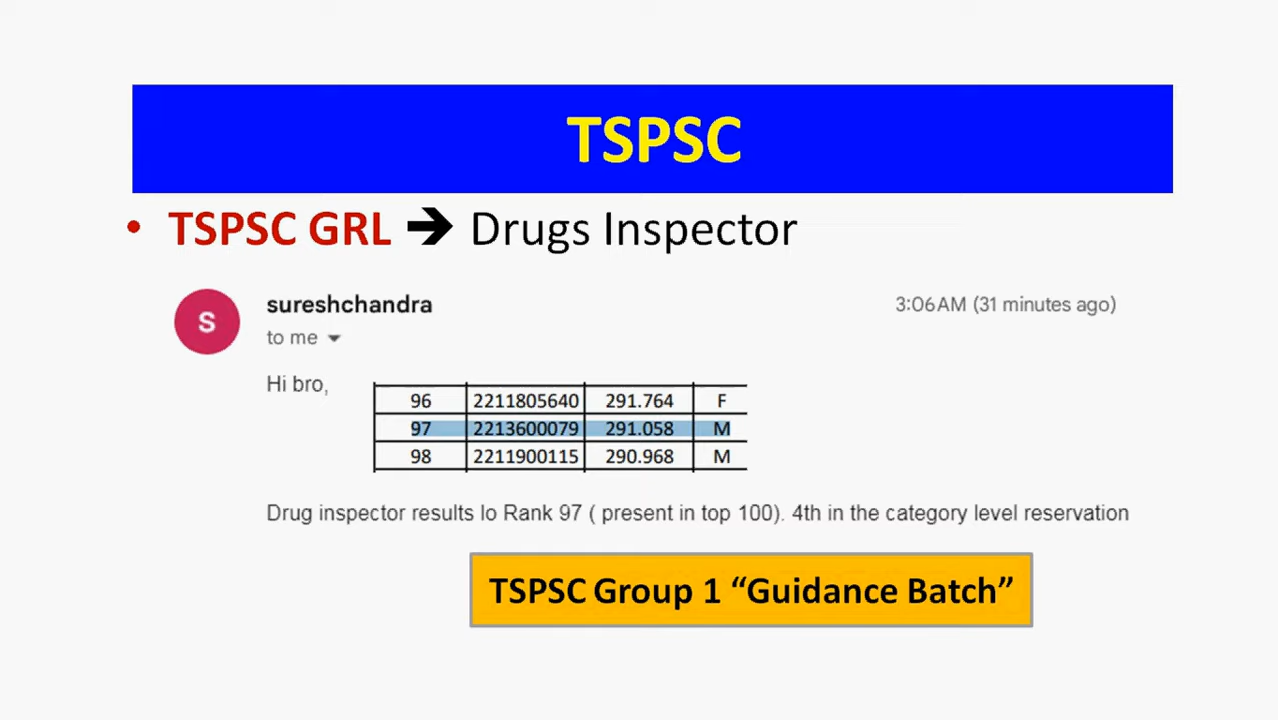 TSPSC
• TSPSC GRL ➔ Drugs Inspector
S
sureshchandra
3:06AM (31 minutes ago)
to me
Hi bro,
96 2211805640 291.764 F
97 2213600079 291.058 M
98 2211900115 290.968 M
Drug inspector results lo Rank 97 ( present in top 100). 4th in the category level reservation
TSPSC Group 1 “Guidance Batch”